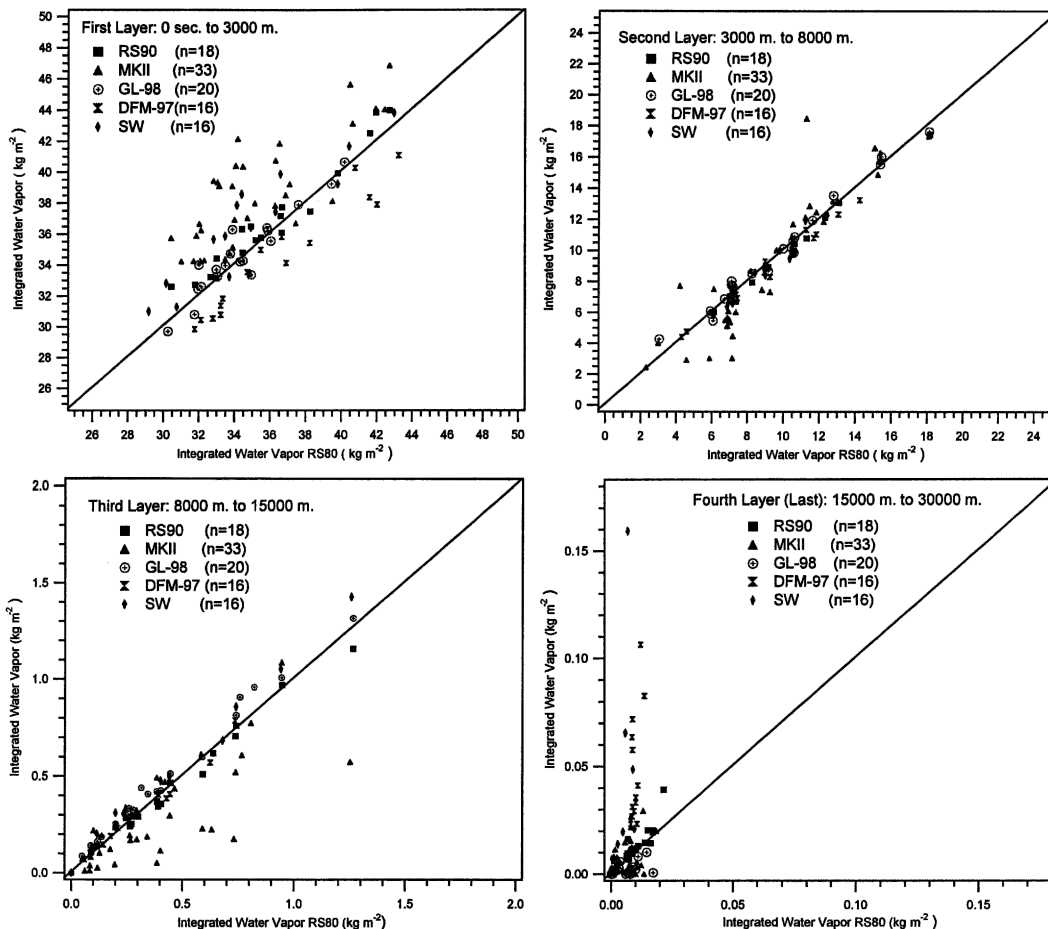 First Layer: 0 sec. to 3000 m.
RS90 (n=18)
MKII (n=33)
GL-98 (n=20)
DFM-97(n=16)
SW (n=16)
50
48
46
44
42
40
38
36
34
32
30
28
26
Integrated Water Vapor ( kg m-2)
26 28 30 32 34 36 38 40 42 44 46 48 50
Integrated Water Vapor RS80 ( kg m-2)
Second Layer: 3000 m. to 8000 m.
RS90 (n=18)
MKII (n=33)
GL-98 (n=20)
DFM-97 (n=16)
SW (n=16)
24
22
20
18
16
14
12
10
8
6
4
2
0
Integrated Water Vapor ( kg m-2)
0 2 4 6 8 10 12 14 16 18 20 22 24
Integrated Water Vapor RS80 ( kg m-2)
Third Layer: 8000 m. to 15000 m.
RS90 (n=18)
MKII (n=33)
GL-98 (n=20)
DFM-97 (n=16)
SW (n=16)
2.0
1.5
1.0
0.5
0.0
Integrated Water Vapor (kg m-2)
0.0 0.5 1.0 1.5 2.0
Integrated Water Vapor RS80 (kg m-2)
Fourth Layer (Last): 15000 m. to 30000 m.
RS90 (n=18)
MKII (n=33)
GL-98 (n=20)
DFM-97 (n=16)
SW (n=16)
0.15
0.10
0.05
0.00
Integrated Water Vapor (kg m-2)
0.00 0.05 0.10 0.15
Integrated Water Vapor RS80 (kg m-2)